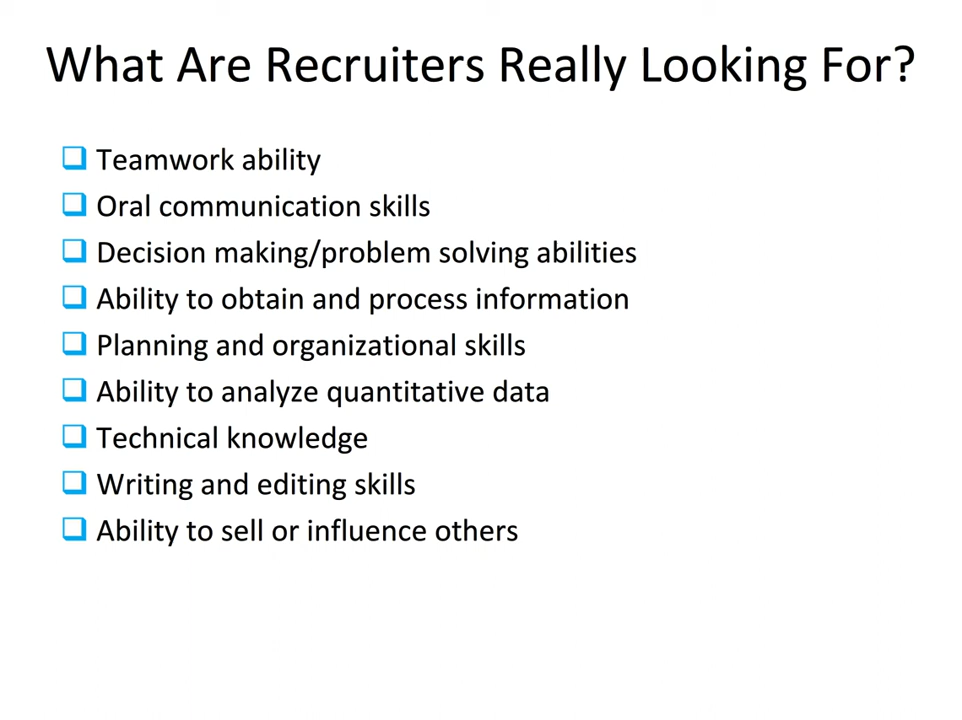 What Are Recruiters Really Looking For?
Teamwork ability
Oral communication skills
Decision making/problem solving abilities
Ability to obtain and process information
Planning and organizational skills
Ability to analyze quantitative data
Technical knowledge
Writing and editing skills
Ability to sell or influence others